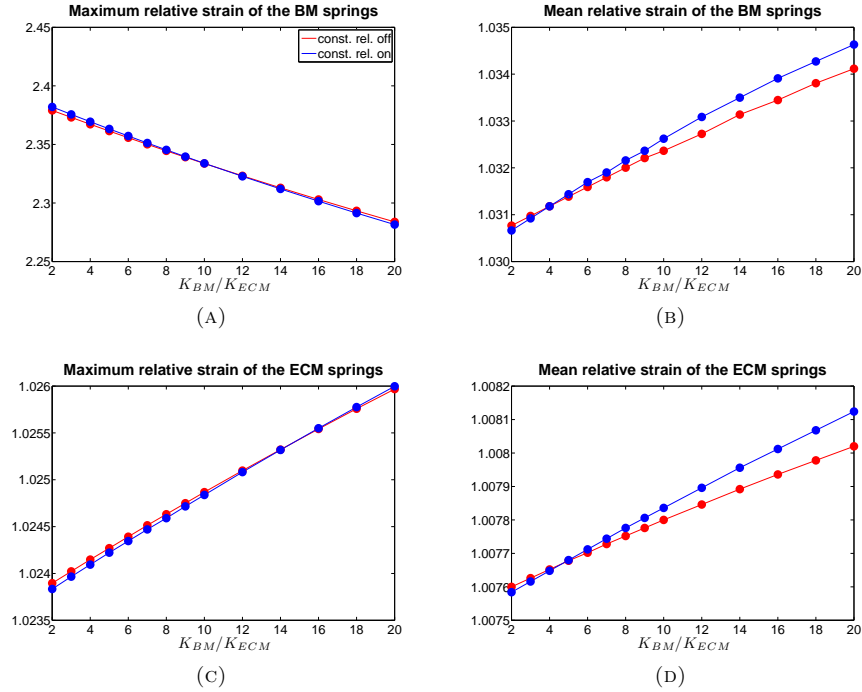 Maximum relative strain of the BM springs
2.45
2.4
2.35
2.3
2.25
const. rel. off
const. rel. on
2 4 6 8 10 12 14 16 18 20
K_BM/K_ECM
(A)
Mean relative strain of the BM springs
1.035
1.034
1.033
1.032
1.031
1.030
2 4 6 8 10 12 14 16 18 20
K_BM/K_ECM
(B)
Maximum relative strain of the ECM springs
1.026
1.0255
1.025
1.0245
1.024
1.0235
2 4 6 8 10 12 14 16 18 20
K_BM/K_ECM
(C)
Mean relative strain of the ECM springs
1.0082
1.0081
1.008
1.0079
1.0078
1.0077
1.0076
1.0075
2 4 6 8 10 12 14 16 18 20
K_BM/K_ECM
(D)